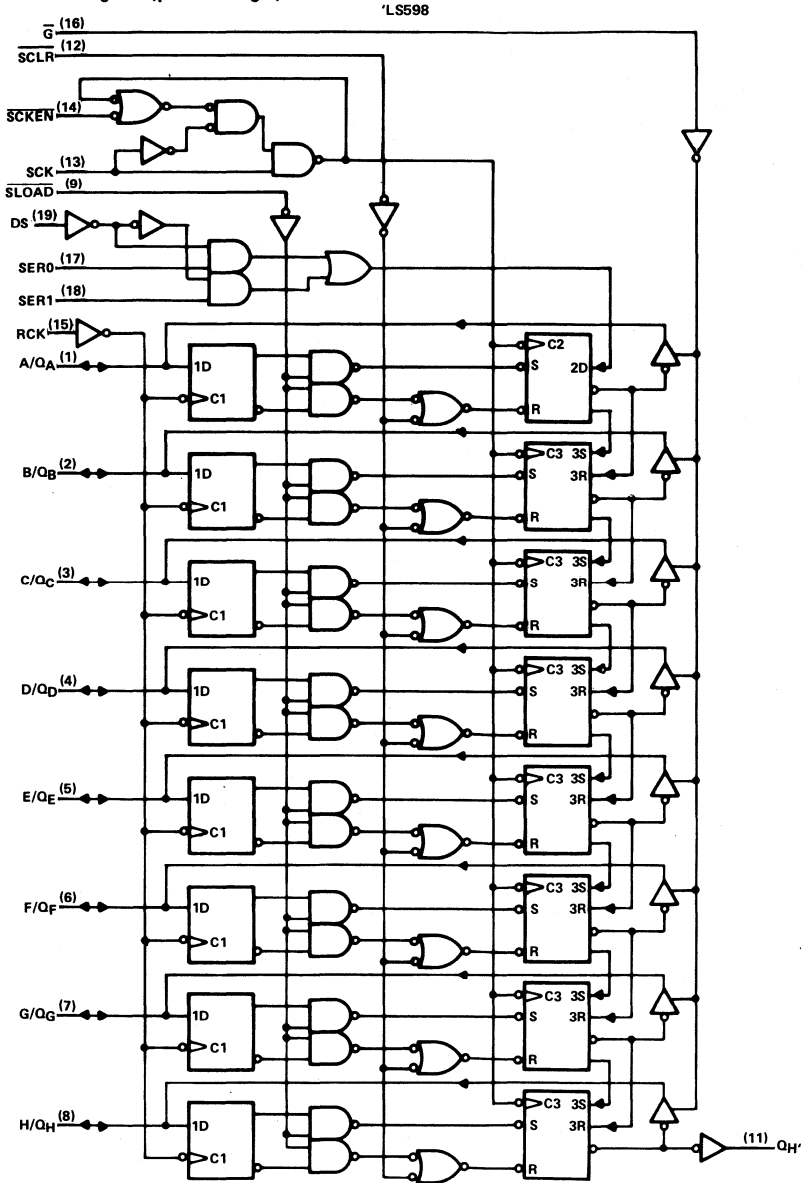 'LS598
G̅ (16)
S̅C̅L̅R̅ (12)
S̅C̅K̅E̅N̅ (14)
SCK (13)
S̅L̅O̅A̅D̅ (9)
DS (19)
SER0 (17)
SER1 (18)
RCK (15)
A/QA (1)
1D
C1
S
R
C2
2D
B/QB (2)
1D
C1
S
R
C3 3S
3R
C/QC (3)
1D
C1
S
R
C3 3S
3R
D/QD (4)
1D
C1
S
R
C3 3S
3R
E/QE (5)
1D
C1
S
R
C3 3S
3R
F/QF (6)
1D
C1
S
R
C3 3S
3R
G/QG (7)
1D
C1
S
R
C3 3S
3R
H/QH (8)
1D
C1
S
R
C3 3S
3R
(11) QH'